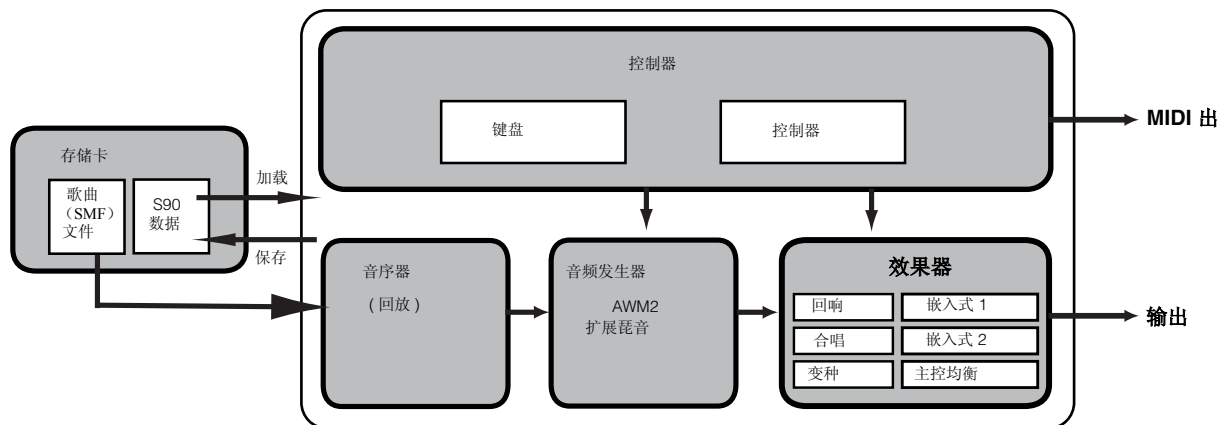 控制器
键盘
控制器
MIDI 出
存储卡
歌曲
（SMF）
文件
S90
数据
加载
保存
音序器
（回放）
音频发生器
AWM2
扩展琵音
效果器
回响
嵌入式 1
合唱
嵌入式 2
变种
主控均衡
输出